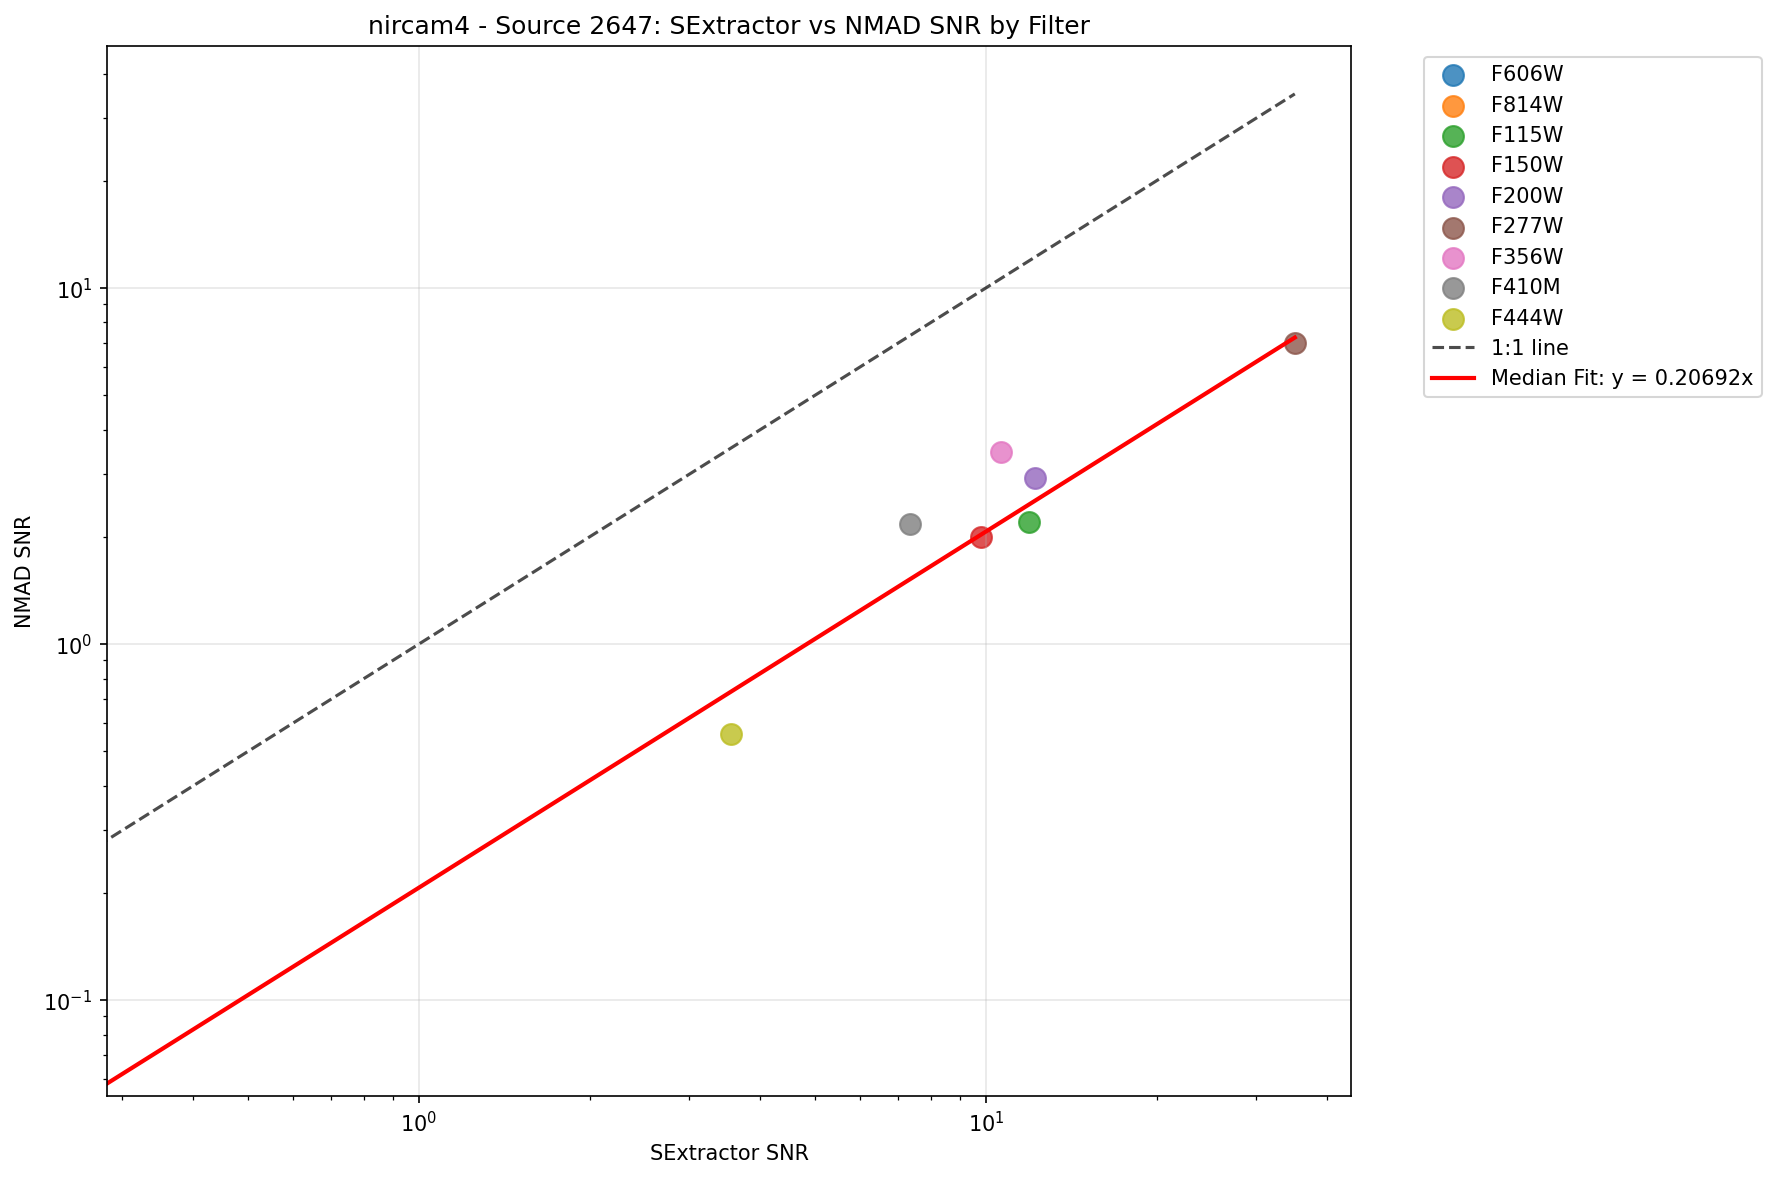 nircam4 - Source 2647: SExtractor vs NMAD SNR by Filter
F606W
F814W
F115W
F150W
F200W
F277W
F356W
F410M
F444W
1:1 line
Median Fit: y = 0.20692x
NMAD SNR
10¹
10⁰
10⁻¹
10⁰
10¹
SExtractor SNR